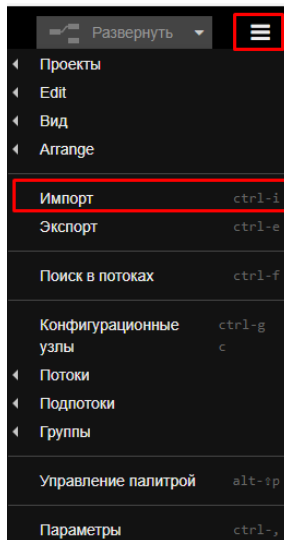 Развернуть
Проекты
Edit
Вид
Arrange
Импорт ctrl-i
Экспорт ctrl-e
Поиск в потоках ctrl-f
Конфигурационные ctrl-g
узлы c
Потоки
Подпотоки
Группы
Управление палитрой alt-⇧p
Параметры ctrl-,